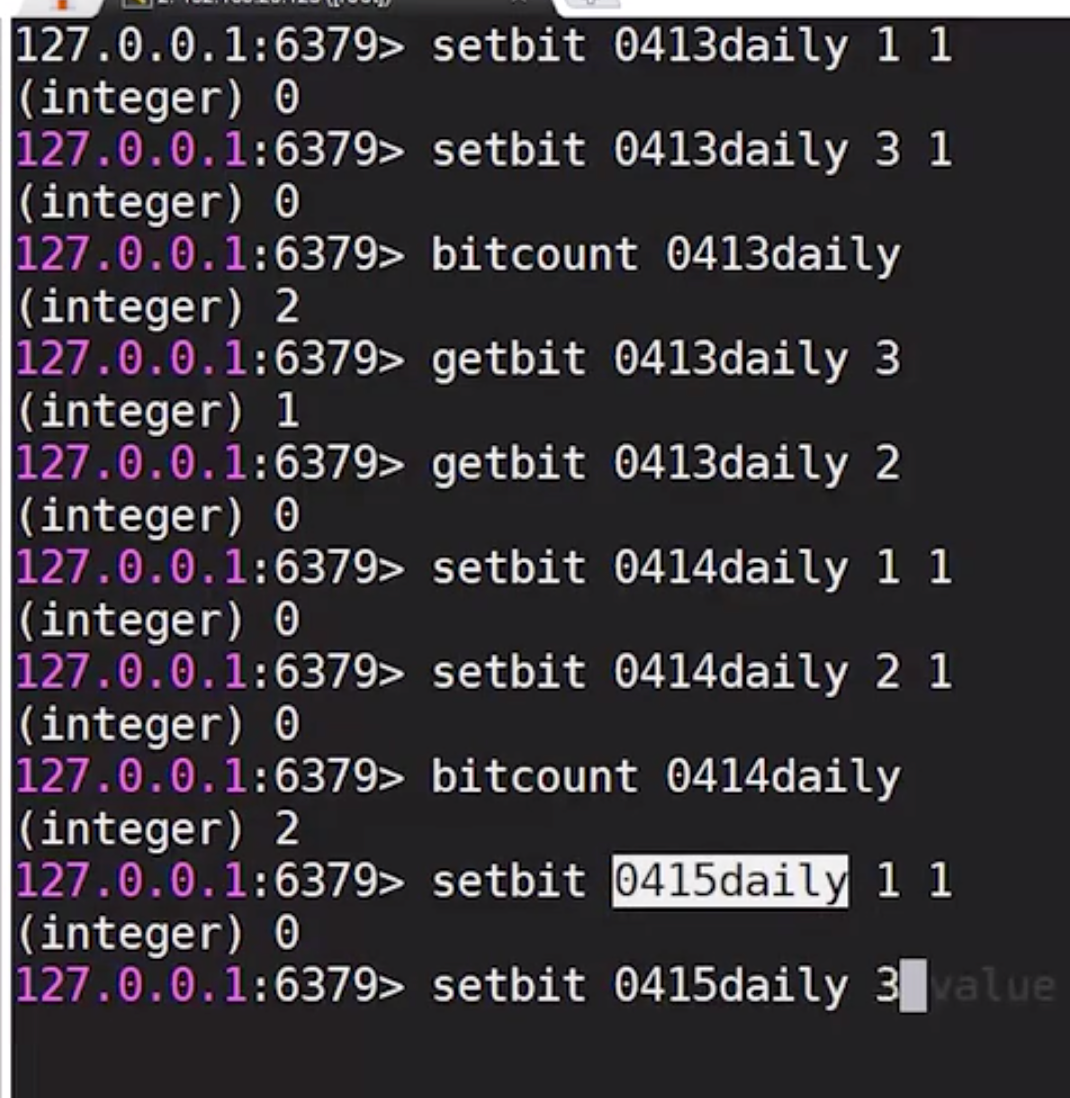 127.0.0.1:6379> setbit 0413daily 1 1
(integer) 0
127.0.0.1:6379> setbit 0413daily 3 1
(integer) 0
127.0.0.1:6379> bitcount 0413daily
(integer) 2
127.0.0.1:6379> getbit 0413daily 3
(integer) 1
127.0.0.1:6379> getbit 0413daily 2
(integer) 0
127.0.0.1:6379> setbit 0414daily 1 1
(integer) 0
127.0.0.1:6379> setbit 0414daily 2 1
(integer) 0
127.0.0.1:6379> bitcount 0414daily
(integer) 2
127.0.0.1:6379> setbit 0415daily 1 1
(integer) 0
127.0.0.1:6379> setbit 0415daily 3 value